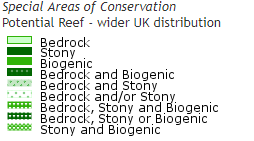 Special Areas of Conservation
Potential Reef - wider UK distribution
Bedrock
Stony
Biogenic
Bedrock and Biogenic
Bedrock and Stony
Bedrock and/or Stony
Bedrock, Stony and Biogenic
Bedrock, Stony or Biogenic
Stony and Biogenic